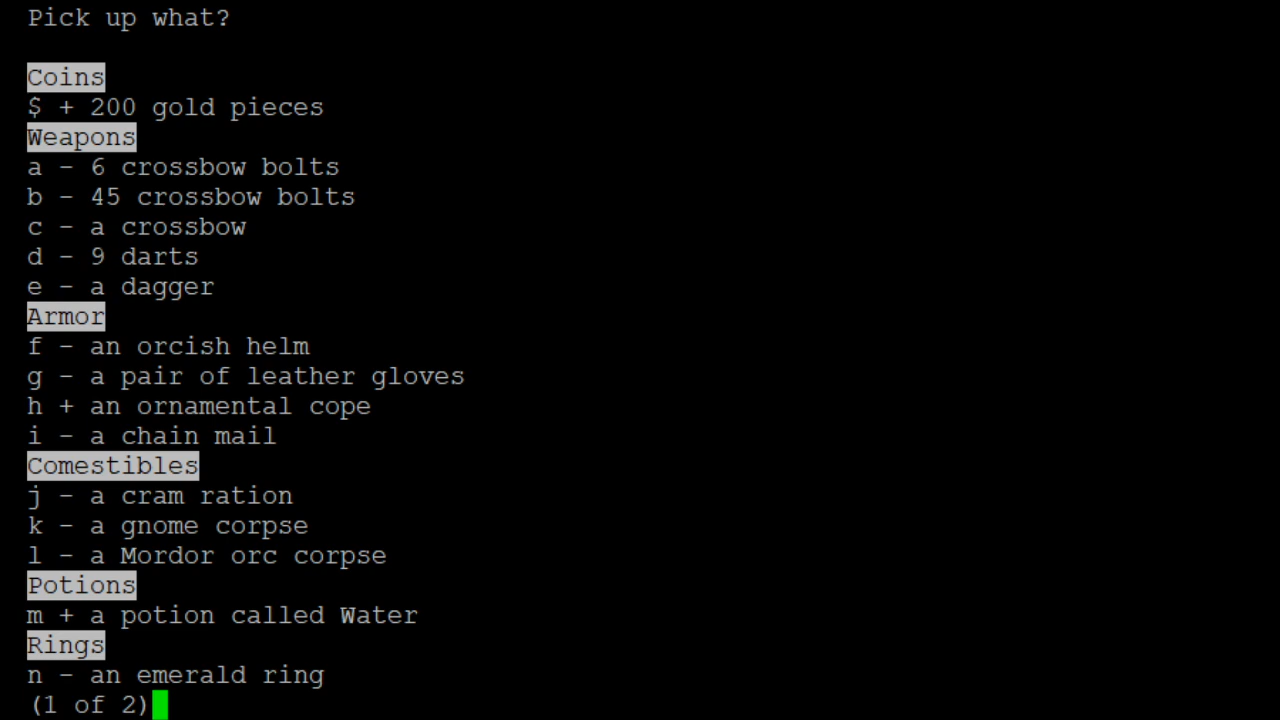 Pick up what?
Coins
$ + 200 gold pieces
Weapons
a - 6 crossbow bolts
b - 45 crossbow bolts
c - a crossbow
d - 9 darts
e - a dagger
Armor
f - an orcish helm
g - a pair of leather gloves
h + an ornamental cope
i - a chain mail
Comestibles
j - a cram ration
k - a gnome corpse
l - a Mordor orc corpse
Potions
m + a potion called Water
Rings
n - an emerald ring
(1 of 2)